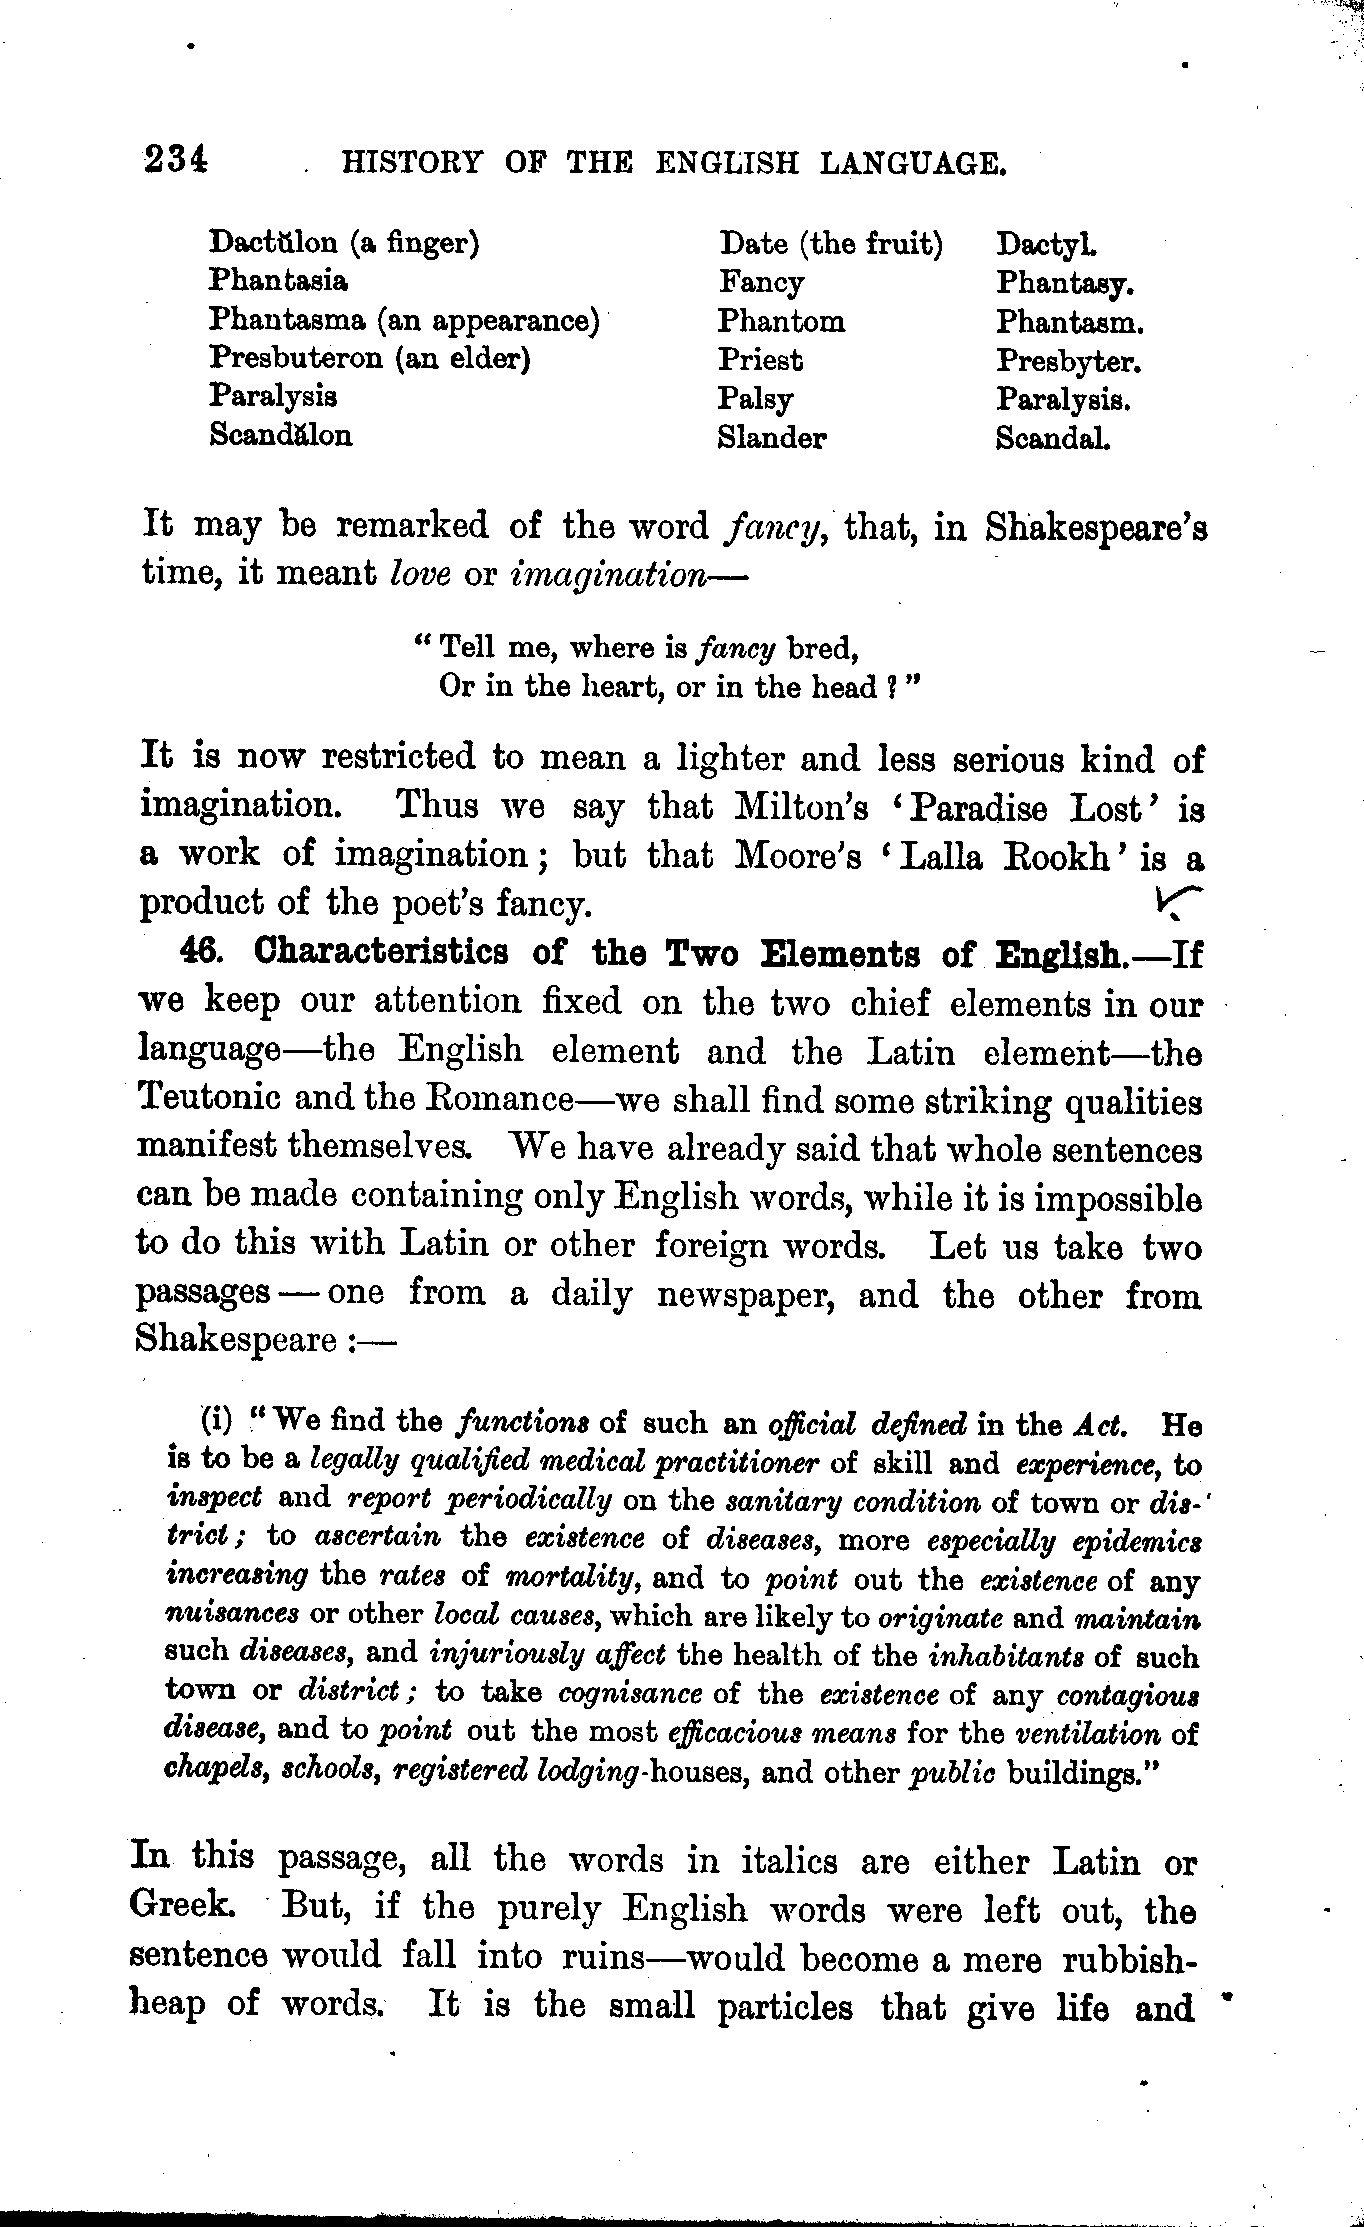 234 HISTORY OF THE ENGLISH LANGUAGE.
Dactŭlon (a finger) Date (the fruit) Dactyl.
Phantasia Fancy Phantasy.
Phantasma (an appearance) Phantom Phantasm.
Presbuteron (an elder) Priest Presbyter.
Paralysis Palsy Paralysis.
Scandălon Slander Scandal.
It may be remarked of the word fancy, that, in Shakespeare's
time, it meant love or imagination—
“Tell me, where is fancy bred,
Or in the heart, or in the head?”
It is now restricted to mean a lighter and less serious kind of
imagination. Thus we say that Milton's ‘Paradise Lost’ is
a work of imagination; but that Moore's ‘Lalla Rookh’ is a
product of the poet's fancy.
46. Characteristics of the Two Elements of English.—If
we keep our attention fixed on the two chief elements in our
language—the English element and the Latin element—the
Teutonic and the Romance—we shall find some striking qualities
manifest themselves. We have already said that whole sentences
can be made containing only English words, while it is impossible
to do this with Latin or other foreign words. Let us take two
passages—one from a daily newspaper, and the other from
Shakespeare:—
(i) “We find the functions of such an official defined in the Act. He
is to be a legally qualified medical practitioner of skill and experience, to
inspect and report periodically on the sanitary condition of town or dis-
trict; to ascertain the existence of diseases, more especially epidemics
increasing the rates of mortality, and to point out the existence of any
nuisances or other local causes, which are likely to originate and maintain
such diseases, and injuriously affect the health of the inhabitants of such
town or district; to take cognisance of the existence of any contagious
disease, and to point out the most efficacious means for the ventilation of
chapels, schools, registered lodging-houses, and other public buildings.”
In this passage, all the words in italics are either Latin or
Greek. But, if the purely English words were left out, the
sentence would fall into ruins—would become a mere rubbish-
heap of words. It is the small particles that give life and